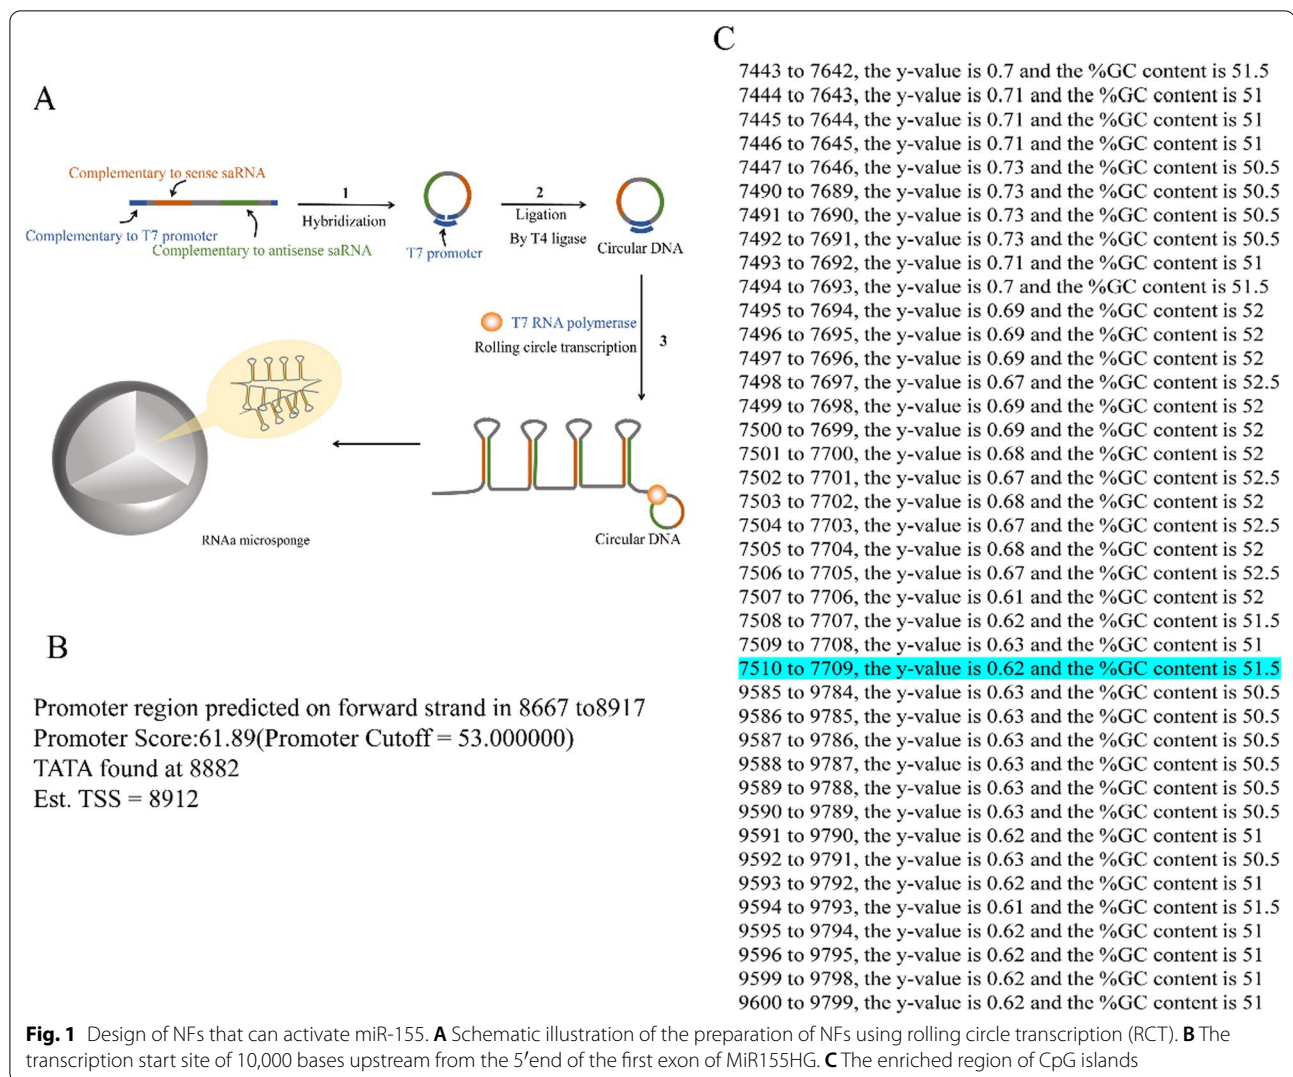 A
Complementary to sense saRNA
Complementary to T7 promoter
Complementary to antisense saRNA
1
Hybridization
T7 promoter
2
Ligation
By T4 ligase
Circular DNA
T7 RNA polymerase
Rolling circle transcription
3
Circular DNA
RNAa microsponge
B
Promoter region predicted on forward strand in 8667 to8917
Promoter Score:61.89(Promoter Cutoff = 53.000000)
TATA found at 8882
Est. TSS = 8912
C
7443 to 7642, the y-value is 0.7 and the %GC content is 51.5
7444 to 7643, the y-value is 0.71 and the %GC content is 51
7445 to 7644, the y-value is 0.71 and the %GC content is 51
7446 to 7645, the y-value is 0.71 and the %GC content is 51
7447 to 7646, the y-value is 0.73 and the %GC content is 50.5
7490 to 7689, the y-value is 0.73 and the %GC content is 50.5
7491 to 7690, the y-value is 0.73 and the %GC content is 50.5
7492 to 7691, the y-value is 0.73 and the %GC content is 50.5
7493 to 7692, the y-value is 0.71 and the %GC content is 51
7494 to 7693, the y-value is 0.7 and the %GC content is 51.5
7495 to 7694, the y-value is 0.69 and the %GC content is 52
7496 to 7695, the y-value is 0.69 and the %GC content is 52
7497 to 7696, the y-value is 0.69 and the %GC content is 52
7498 to 7697, the y-value is 0.67 and the %GC content is 52.5
7499 to 7698, the y-value is 0.69 and the %GC content is 52
7500 to 7699, the y-value is 0.69 and the %GC content is 52
7501 to 7700, the y-value is 0.68 and the %GC content is 52
7502 to 7701, the y-value is 0.67 and the %GC content is 52.5
7503 to 7702, the y-value is 0.68 and the %GC content is 52
7504 to 7703, the y-value is 0.67 and the %GC content is 52.5
7505 to 7704, the y-value is 0.68 and the %GC content is 52
7506 to 7705, the y-value is 0.67 and the %GC content is 52.5
7507 to 7706, the y-value is 0.61 and the %GC content is 52
7508 to 7707, the y-value is 0.62 and the %GC content is 51.5
7509 to 7708, the y-value is 0.63 and the %GC content is 51
7510 to 7709, the y-value is 0.62 and the %GC content is 51.5
9585 to 9784, the y-value is 0.63 and the %GC content is 50.5
9586 to 9785, the y-value is 0.63 and the %GC content is 50.5
9587 to 9786, the y-value is 0.63 and the %GC content is 50.5
9588 to 9787, the y-value is 0.63 and the %GC content is 50.5
9589 to 9788, the y-value is 0.63 and the %GC content is 50.5
9590 to 9789, the y-value is 0.63 and the %GC content is 50.5
9591 to 9790, the y-value is 0.62 and the %GC content is 51
9592 to 9791, the y-value is 0.63 and the %GC content is 50.5
9593 to 9792, the y-value is 0.62 and the %GC content is 51
9594 to 9793, the y-value is 0.61 and the %GC content is 51.5
9595 to 9794, the y-value is 0.62 and the %GC content is 51
9596 to 9795, the y-value is 0.62 and the %GC content is 51
9599 to 9798, the y-value is 0.62 and the %GC content is 51
9600 to 9799, the y-value is 0.62 and the %GC content is 51
Fig. 1 Design of NFs that can activate miR-155. A Schematic illustration of the preparation of NFs using rolling circle transcription (RCT). B The
transcription start site of 10,000 bases upstream from the 5′end of the first exon of MiR155HG. C The enriched region of CpG islands